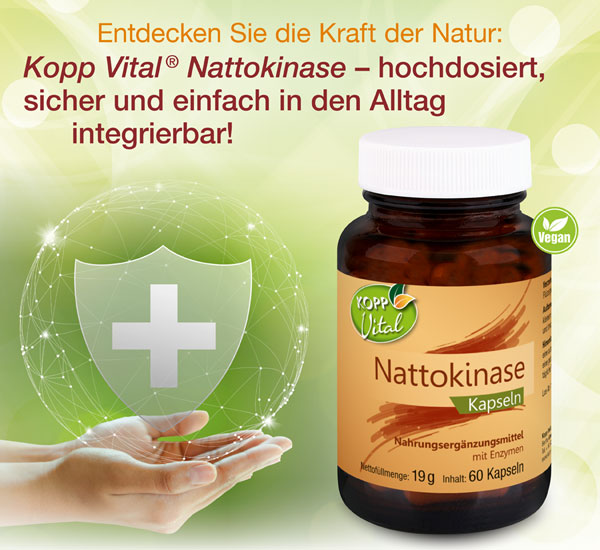 Entdecken Sie die Kraft der Natur:
Kopp Vital® Nattokinase – hochdosiert,
sicher und einfach in den Alltag
integrierbar!
Vegan
KOPP
Vital
Nattokinase
Kapseln
Nahrungsergänzungsmittel
mit Enzymen
Nettofüllmenge: 19 g Inhalt: 60 Kapseln